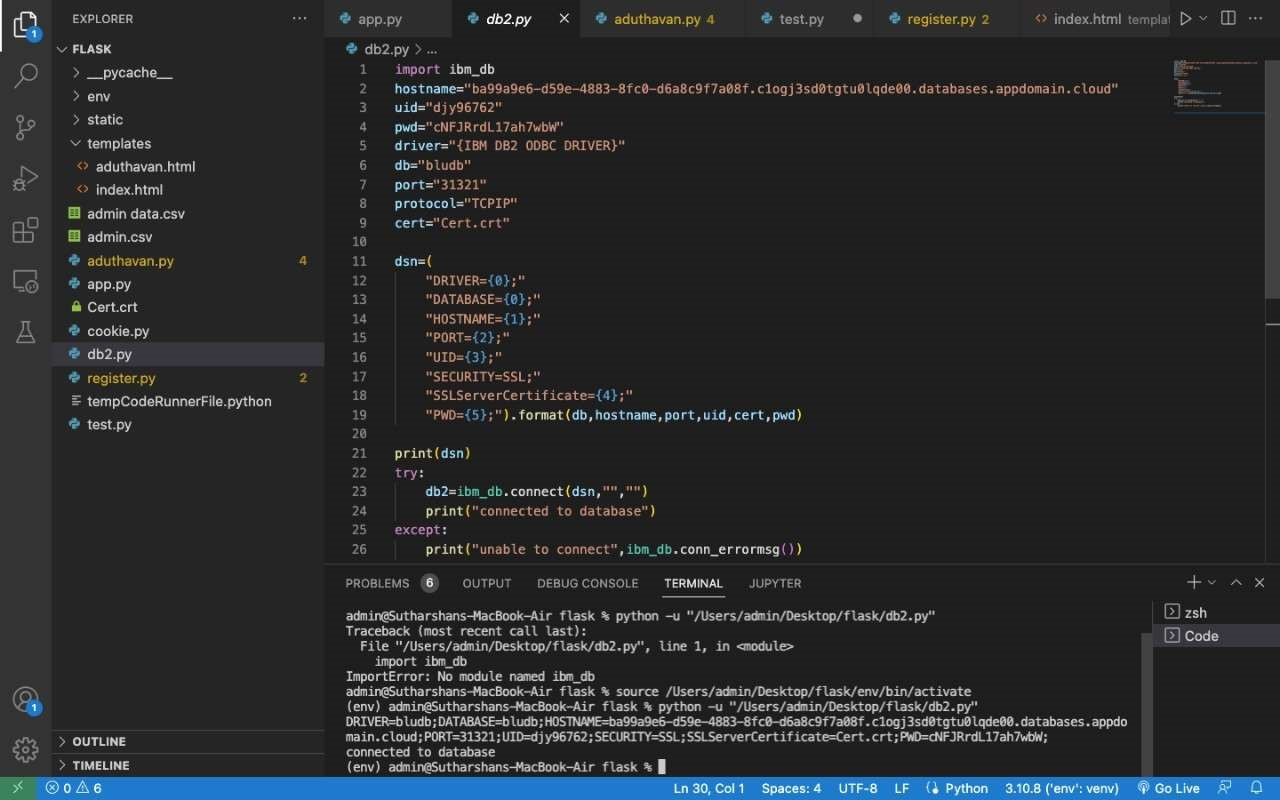 EXPLORER
FLASK
__pycache__
env
static
templates
aduthavan.html
index.html
admin data.csv
admin.csv
aduthavan.py 4
app.py
Cert.crt
cookie.py
db2.py
register.py 2
tempCodeRunnerFile.python
test.py
OUTLINE
TIMELINE
1
1
app.py db2.py aduthavan.py 4 test.py register.py 2 index.html templat
db2.py > ...
1 import ibm_db
2 hostname="ba99a9e6-d59e-4883-8fc0-d6a8c9f7a08f.c1ogj3sd0tgtu0lqde00.databases.appdomain.cloud"
3 uid="djy96762"
4 pwd="cNFJRrdL17ah7wbW"
5 driver="{IBM DB2 ODBC DRIVER}"
6 db="bludb"
7 port="31321"
8 protocol="TCPIP"
9 cert="Cert.crt"
10
11 dsn=(
12 "DRIVER={0};"
13 "DATABASE={0};"
14 "HOSTNAME={1};"
15 "PORT={2};"
16 "UID={3};"
17 "SECURITY=SSL;"
18 "SSLServerCertificate={4};"
19 "PWD={5};").format(db,hostname,port,uid,cert,pwd)
20
21 print(dsn)
22 try:
23 db2=ibm_db.connect(dsn,"","")
24 print("connected to database")
25 except:
26 print("unable to connect",ibm_db.conn_errormsg())
PROBLEMS 6 OUTPUT DEBUG CONSOLE TERMINAL JUPYTER
admin@Sutharshans-MacBook-Air flask % python -u "/Users/admin/Desktop/flask/db2.py"
Traceback (most recent call last):
File "/Users/admin/Desktop/flask/db2.py", line 1, in <module>
import ibm_db
ImportError: No module named ibm_db
admin@Sutharshans-MacBook-Air flask % source /Users/admin/Desktop/flask/env/bin/activate
(env) admin@Sutharshans-MacBook-Air flask % python -u "/Users/admin/Desktop/flask/db2.py"
DRIVER=bludb;DATABASE=bludb;HOSTNAME=ba99a9e6-d59e-4883-8fc0-d6a8c9f7a08f.c1ogj3sd0tgtu0lqde00.databases.appdo
main.cloud;PORT=31321;UID=djy96762;SECURITY=SSL;SSLServerCertificate=Cert.crt;PWD=cNFJRrdL17ah7wbW;
connected to database
(env) admin@Sutharshans-MacBook-Air flask %
zsh
Code
0 6 Ln 30, Col 1 Spaces: 4 UTF-8 LF Python 3.10.8 ('env': venv) Go Live